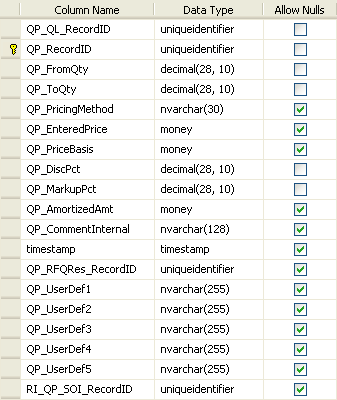 Column Name Data Type Allow Nulls
QP_QL_RecordID uniqueidentifier
QP_RecordID uniqueidentifier
QP_FromQty decimal(28, 10)
QP_ToQty decimal(28, 10)
QP_PricingMethod nvarchar(30)
QP_EnteredPrice money
QP_PriceBasis money
QP_DiscPct decimal(28, 10)
QP_MarkupPct decimal(28, 10)
QP_AmortizedAmt money
QP_CommentInternal nvarchar(128)
timestamp timestamp
QP_RFQRes_RecordID uniqueidentifier
QP_UserDef1 nvarchar(255)
QP_UserDef2 nvarchar(255)
QP_UserDef3 nvarchar(255)
QP_UserDef4 nvarchar(255)
QP_UserDef5 nvarchar(255)
RI_QP_SOI_RecordID uniqueidentifier